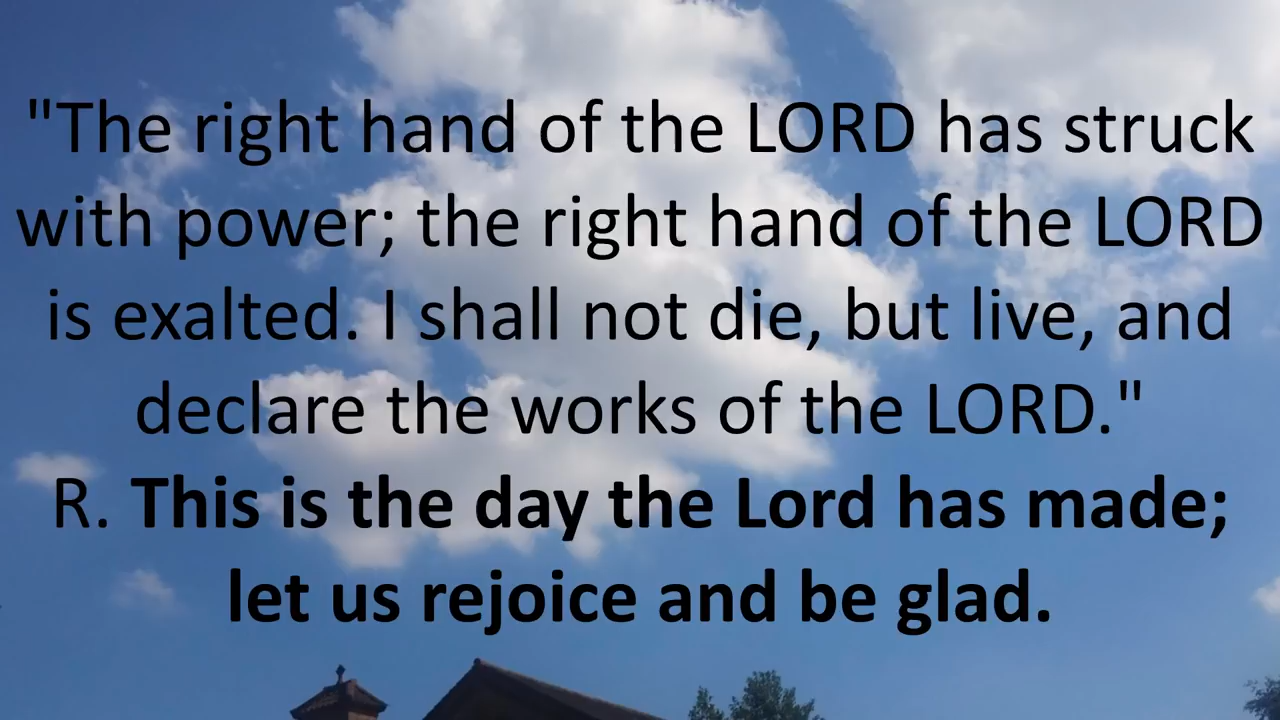 "The right hand of the LORD has struck
with power; the right hand of the LORD
is exalted. I shall not die, but live, and
declare the works of the LORD."
R. This is the day the Lord has made;
let us rejoice and be glad.